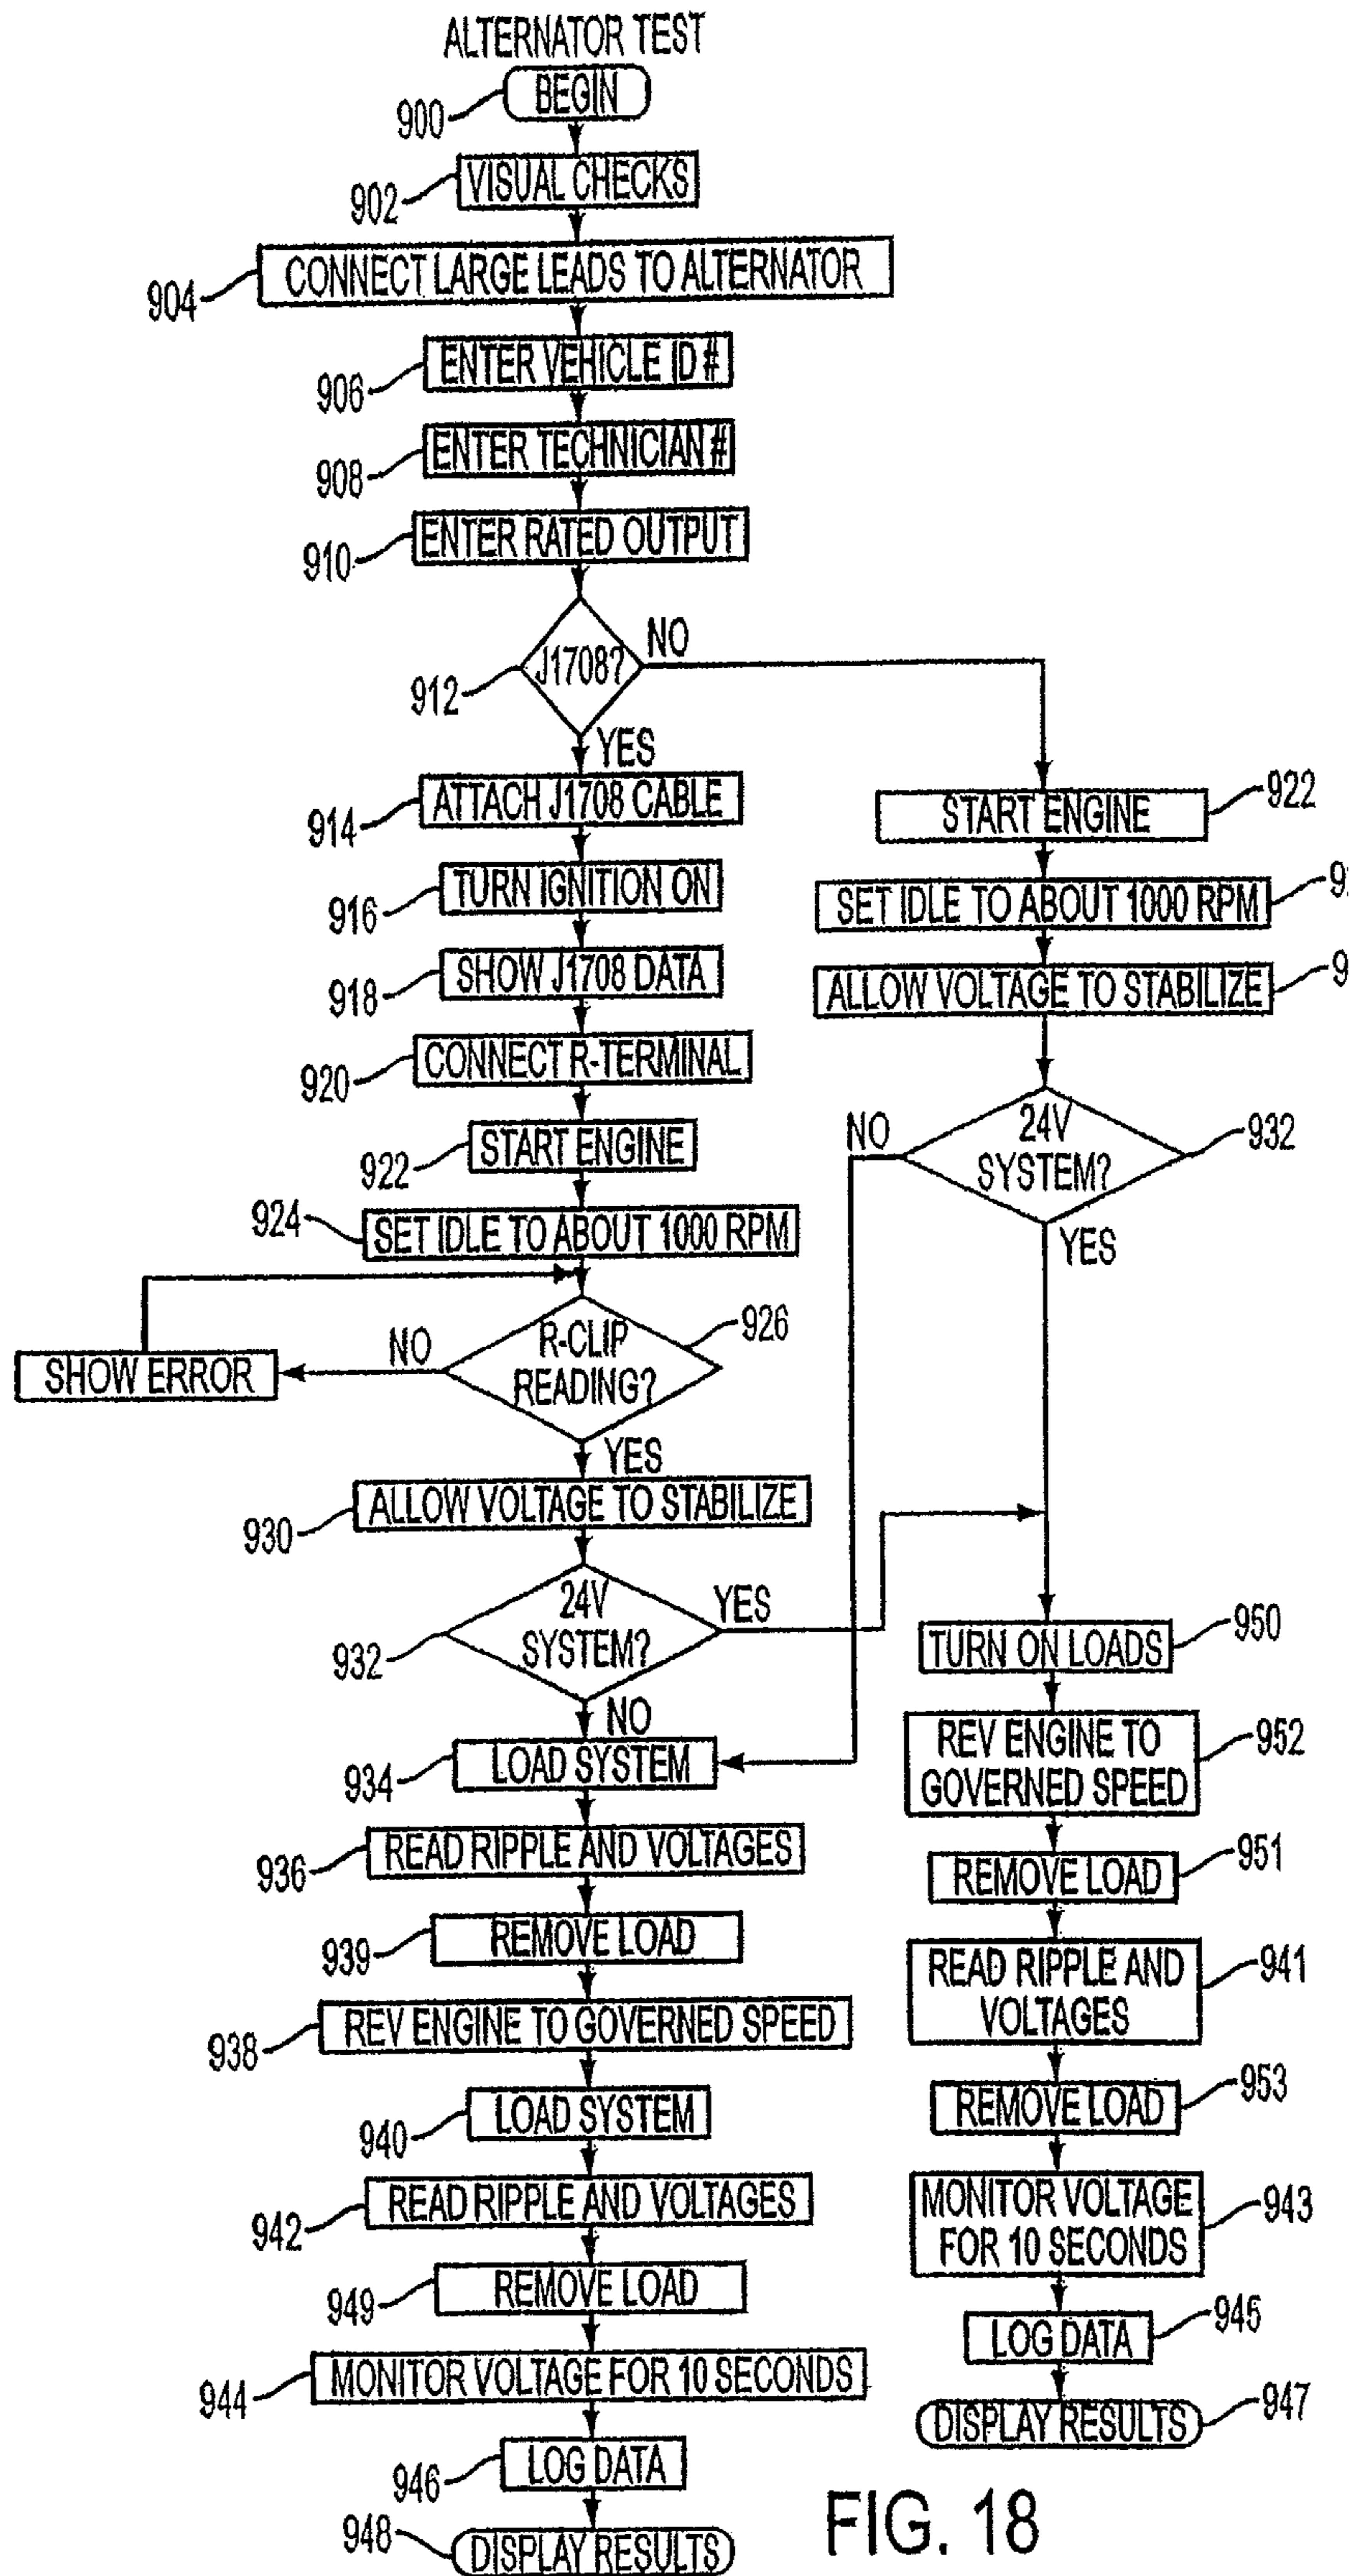 ALTERNATOR TEST
BEGIN
900
VISUAL CHECKS
902
CONNECT LARGE LEADS TO ALTERNATOR
904
ENTER VEHICLE ID #
906
ENTER TECHNICIAN #
908
ENTER RATED OUTPUT
910
J1708?
912
NO
YES
ATTACH J1708 CABLE
914
TURN IGNITION ON
916
SHOW J1708 DATA
918
CONNECT R-TERMINAL
920
START ENGINE
922
SET IDLE TO ABOUT 1000 RPM
924
R-CLIP
READING?
926
NO
SHOW ERROR
YES
ALLOW VOLTAGE TO STABILIZE
930
24V
SYSTEM?
932
YES
NO
LOAD SYSTEM
934
READ RIPPLE AND VOLTAGES
936
REMOVE LOAD
939
REV ENGINE TO GOVERNED SPEED
938
LOAD SYSTEM
940
READ RIPPLE AND VOLTAGES
942
REMOVE LOAD
949
MONITOR VOLTAGE FOR 10 SECONDS
944
LOG DATA
946
DISPLAY RESULTS
948
START ENGINE
922
SET IDLE TO ABOUT 1000 RPM
ALLOW VOLTAGE TO STABILIZE
24V
SYSTEM?
932
NO
YES
TURN ON LOADS
950
REV ENGINE TO
GOVERNED SPEED
952
REMOVE LOAD
951
READ RIPPLE AND
VOLTAGES
941
REMOVE LOAD
953
MONITOR VOLTAGE
FOR 10 SECONDS
943
LOG DATA
945
DISPLAY RESULTS
947
FIG. 18